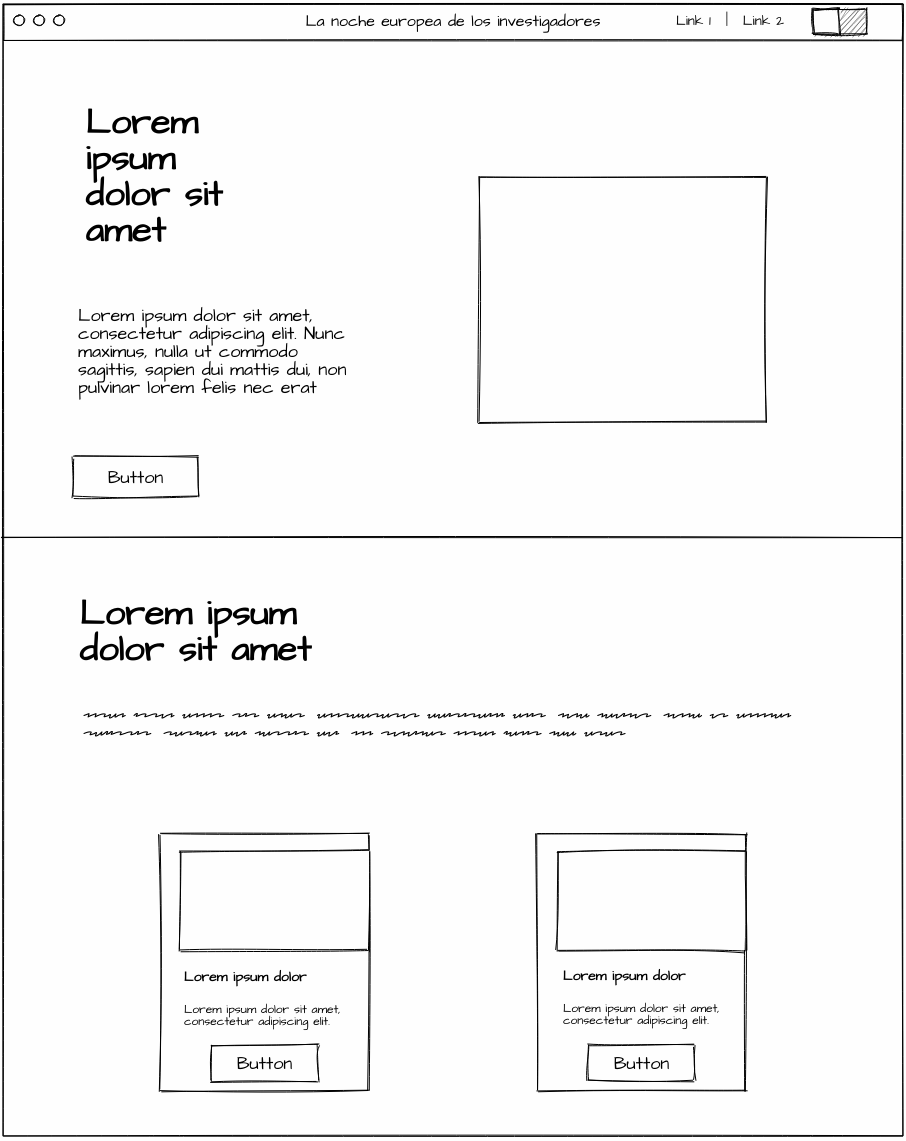 La noche europea de los investigadores
Link 1 | Link 2
Lorem
ipsum
dolor sit
amet
Lorem ipsum dolor sit amet,
consectetur adipiscing elit. Nunc
maximus, nulla ut commodo
sagittis, sapien dui mattis dui, non
pulvinar lorem felis nec erat
Button
Lorem ipsum
dolor sit amet
Lorem ipsum dolor
Lorem ipsum dolor sit amet,
consectetur adipiscing elit.
Button
Lorem ipsum dolor
Lorem ipsum dolor sit amet,
consectetur adipiscing elit.
Button